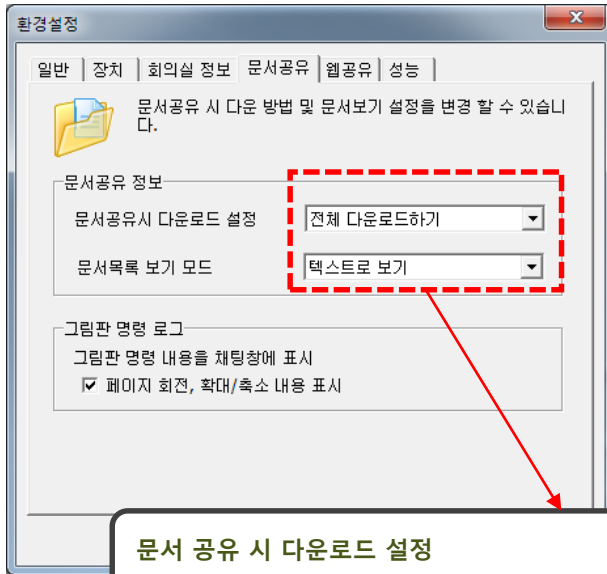 환경설정
일반 장치 회의실 정보 문서공유 웹공유 성능
문서공유 시 다운 방법 및 문서보기 설정을 변경 할 수 있습니
다.
문서공유 정보
문서공유시 다운로드 설정 전체 다운로드하기
문서목록 보기 모드 텍스트로 보기
그림판 명령 로그
그림판 명령 내용을 채팅창에 표시
페이지 회전, 확대/축소 내용 표시
문서 공유 시 다운로드 설정